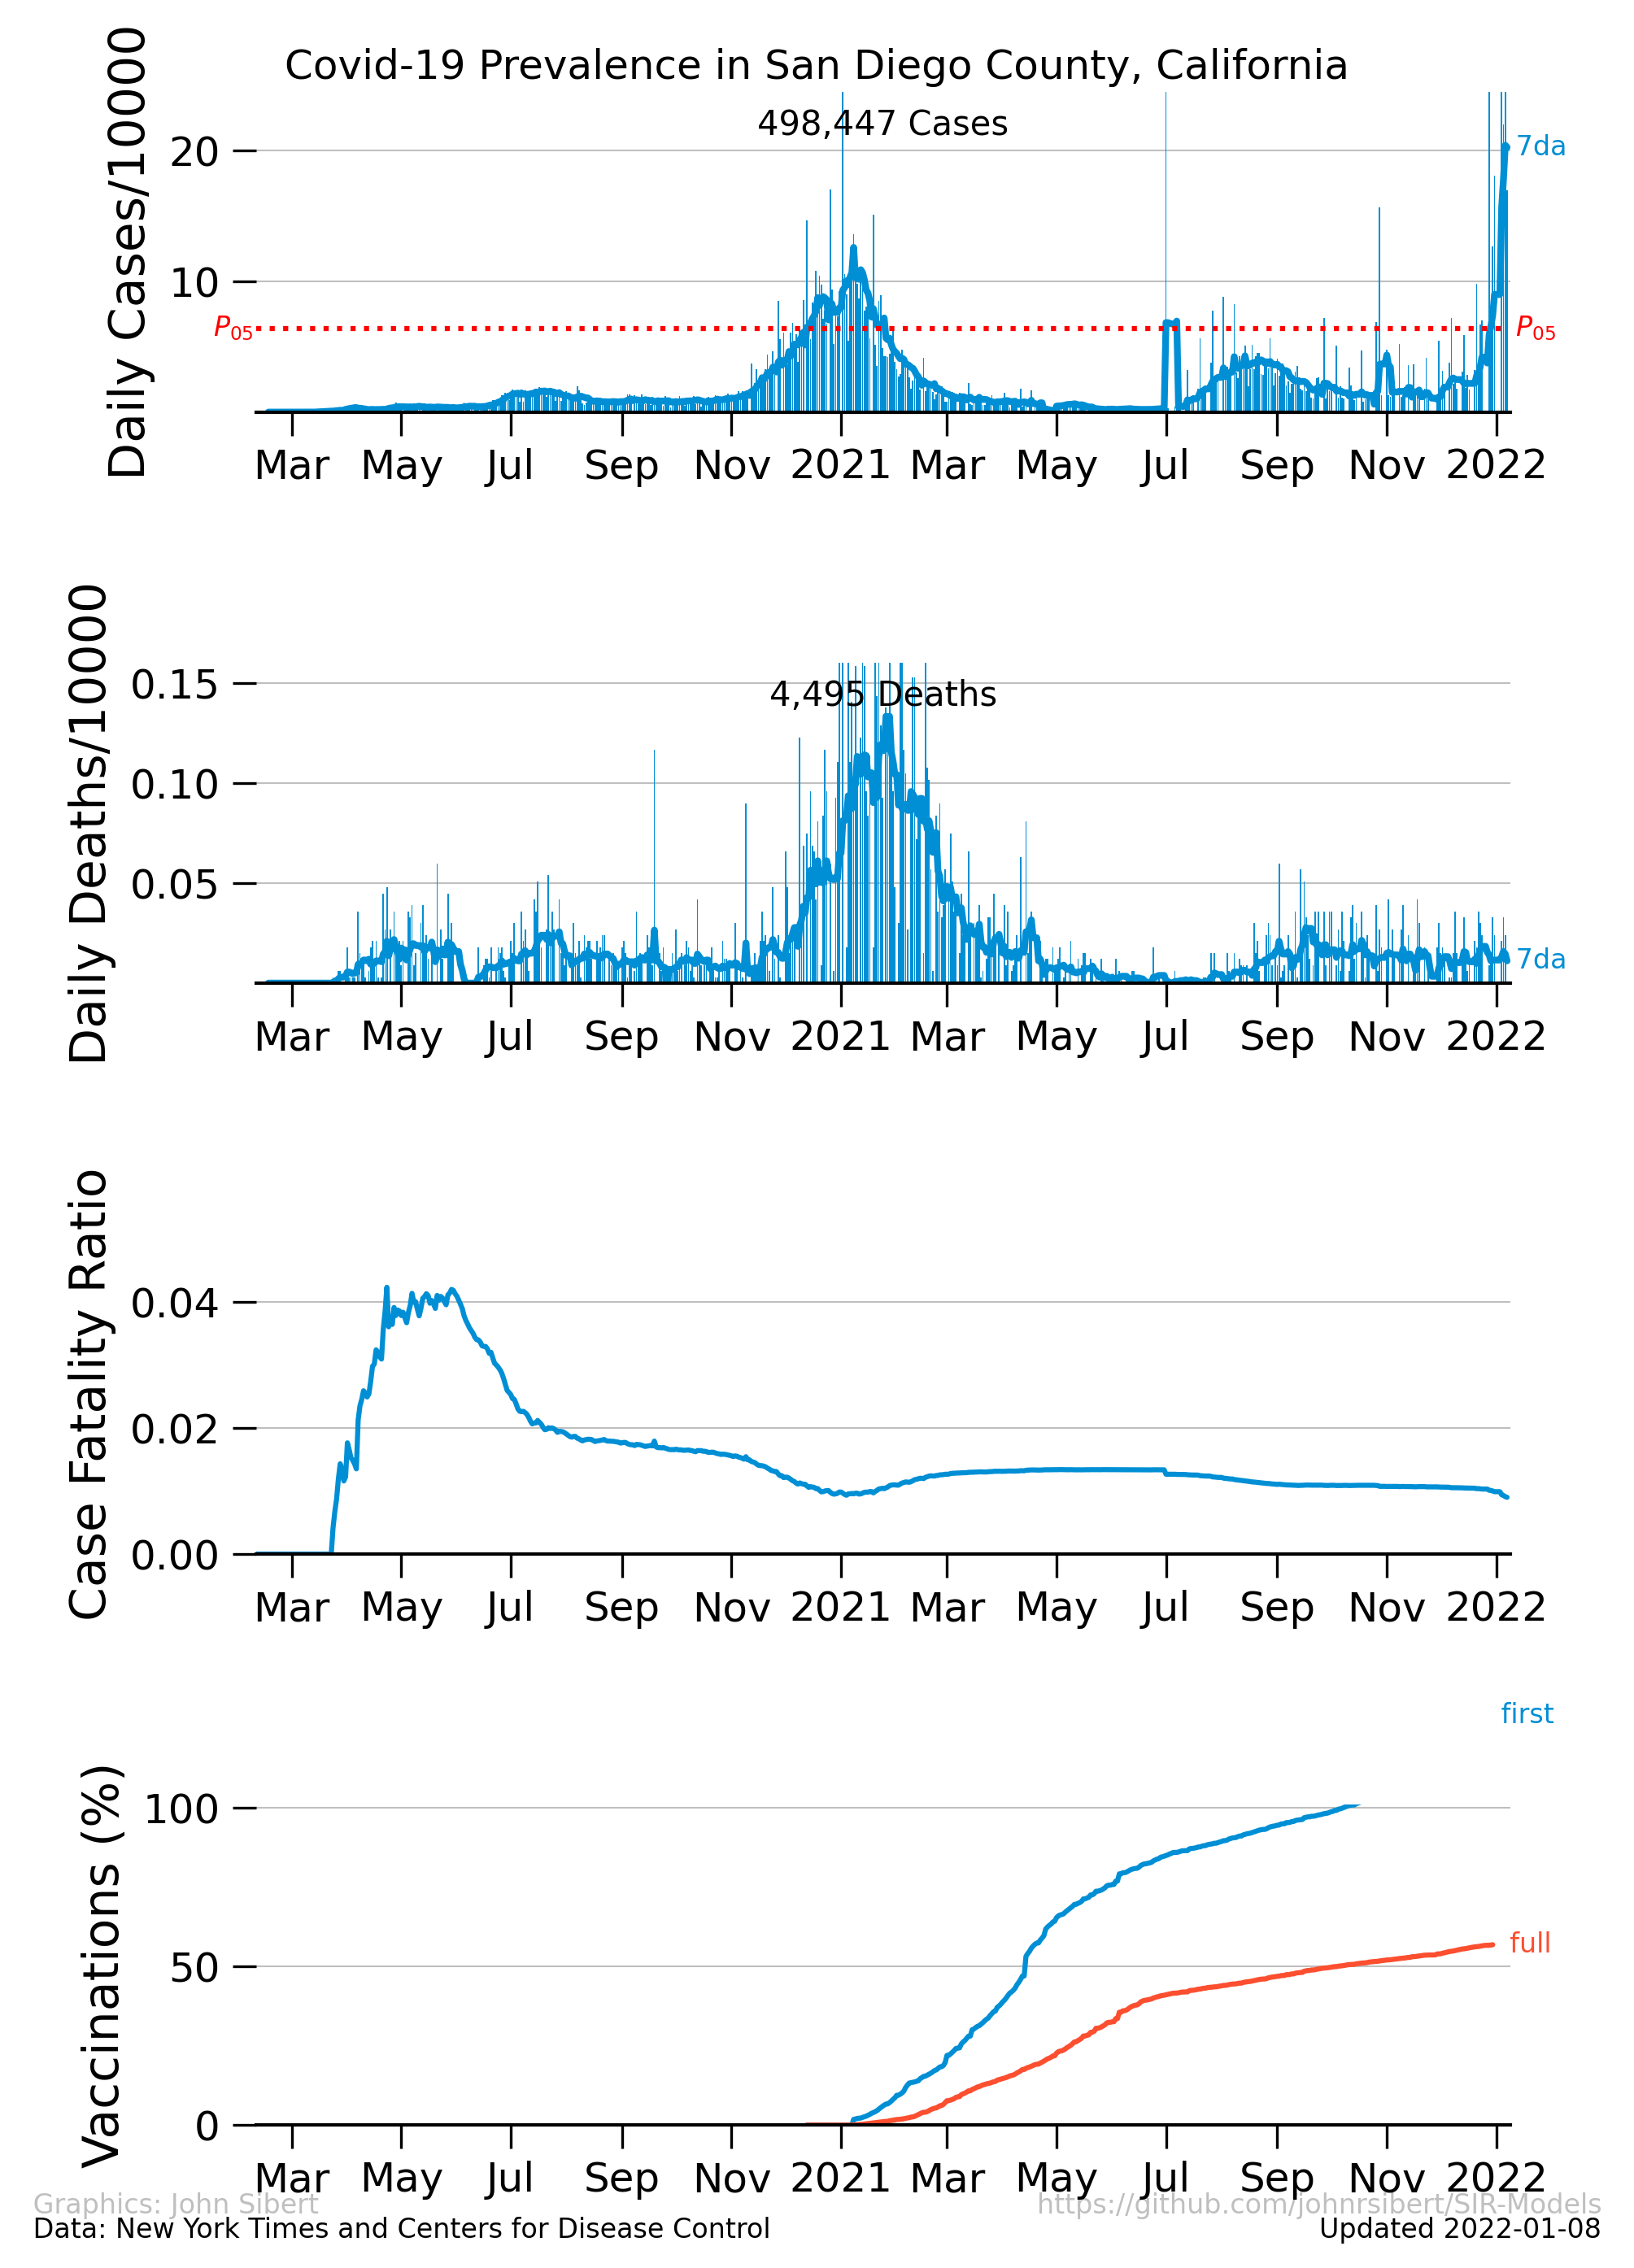 Covid-19 Prevalence in San Diego County, California
Daily Cases/10000
498,447 Cases
20
10
P05
P05
7da
Mar May Jul Sep Nov 2021 Mar May Jul Sep Nov 2022
Daily Deaths/10000
4,495 Deaths
0.15
0.10
0.05
7da
Mar May Jul Sep Nov 2021 Mar May Jul Sep Nov 2022
Case Fatality Ratio
0.04
0.02
0.00
Mar May Jul Sep Nov 2021 Mar May Jul Sep Nov 2022
Vaccinations (%)
first
100
full
50
0
Mar May Jul Sep Nov 2021 Mar May Jul Sep Nov 2022
Graphics: John Sibert
https://github.com/johnrsibert/SIR-Models
Data: New York Times and Centers for Disease Control
Updated 2022-01-08